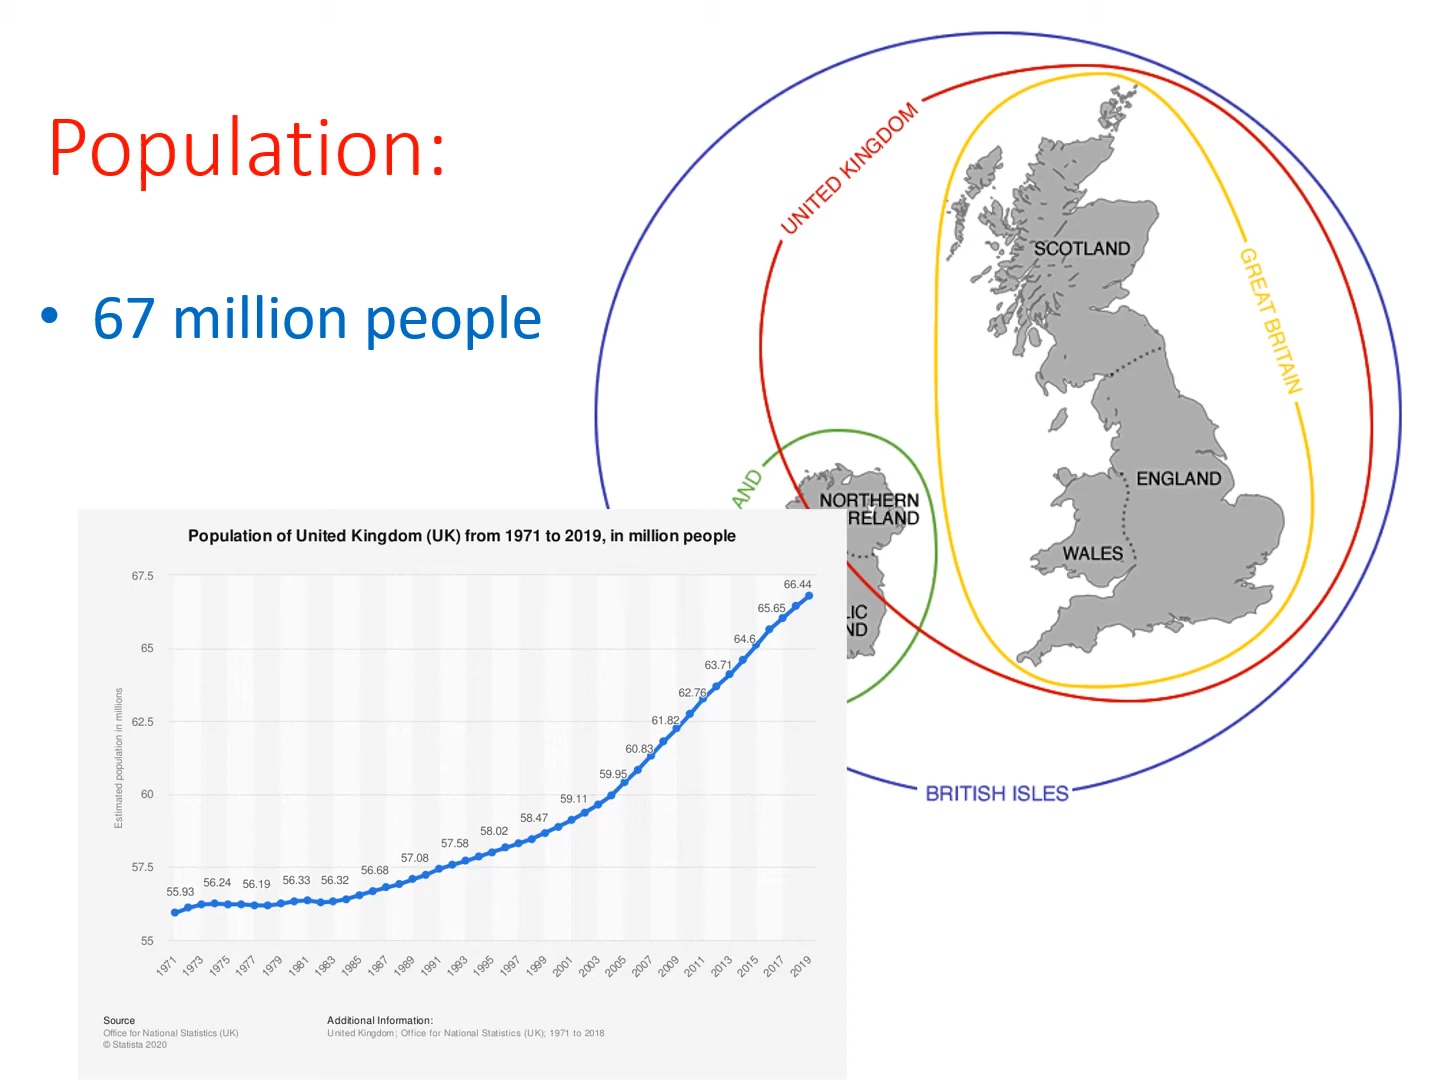 Population:
• 67 million people
UNITED KINGDOM
SCOTLAND
GREAT BRITAIN
ENGLAND
WALES
NORTHERN
RELAND
AND
LIC
ND
BRITISH ISLES
Population of United Kingdom (UK) from 1971 to 2019, in million people
Estimated population in millions
67.5
65
62.5
60
57.5
55
55.93
56.24
56.19
56.33
56.32
56.68
57.08
57.58
58.02
58.47
59.11
59.95
60.83
61.82
62.76
63.71
64.6
65.65
66.44
1971
1973
1975
1977
1979
1981
1983
1985
1987
1989
1991
1993
1995
1997
1999
2001
2003
2005
2007
2009
2011
2013
2015
2017
2019
Source
Office for National Statistics (UK)
© Statista 2020
Additional Information:
United Kingdom; Office for National Statistics (UK); 1971 to 2018